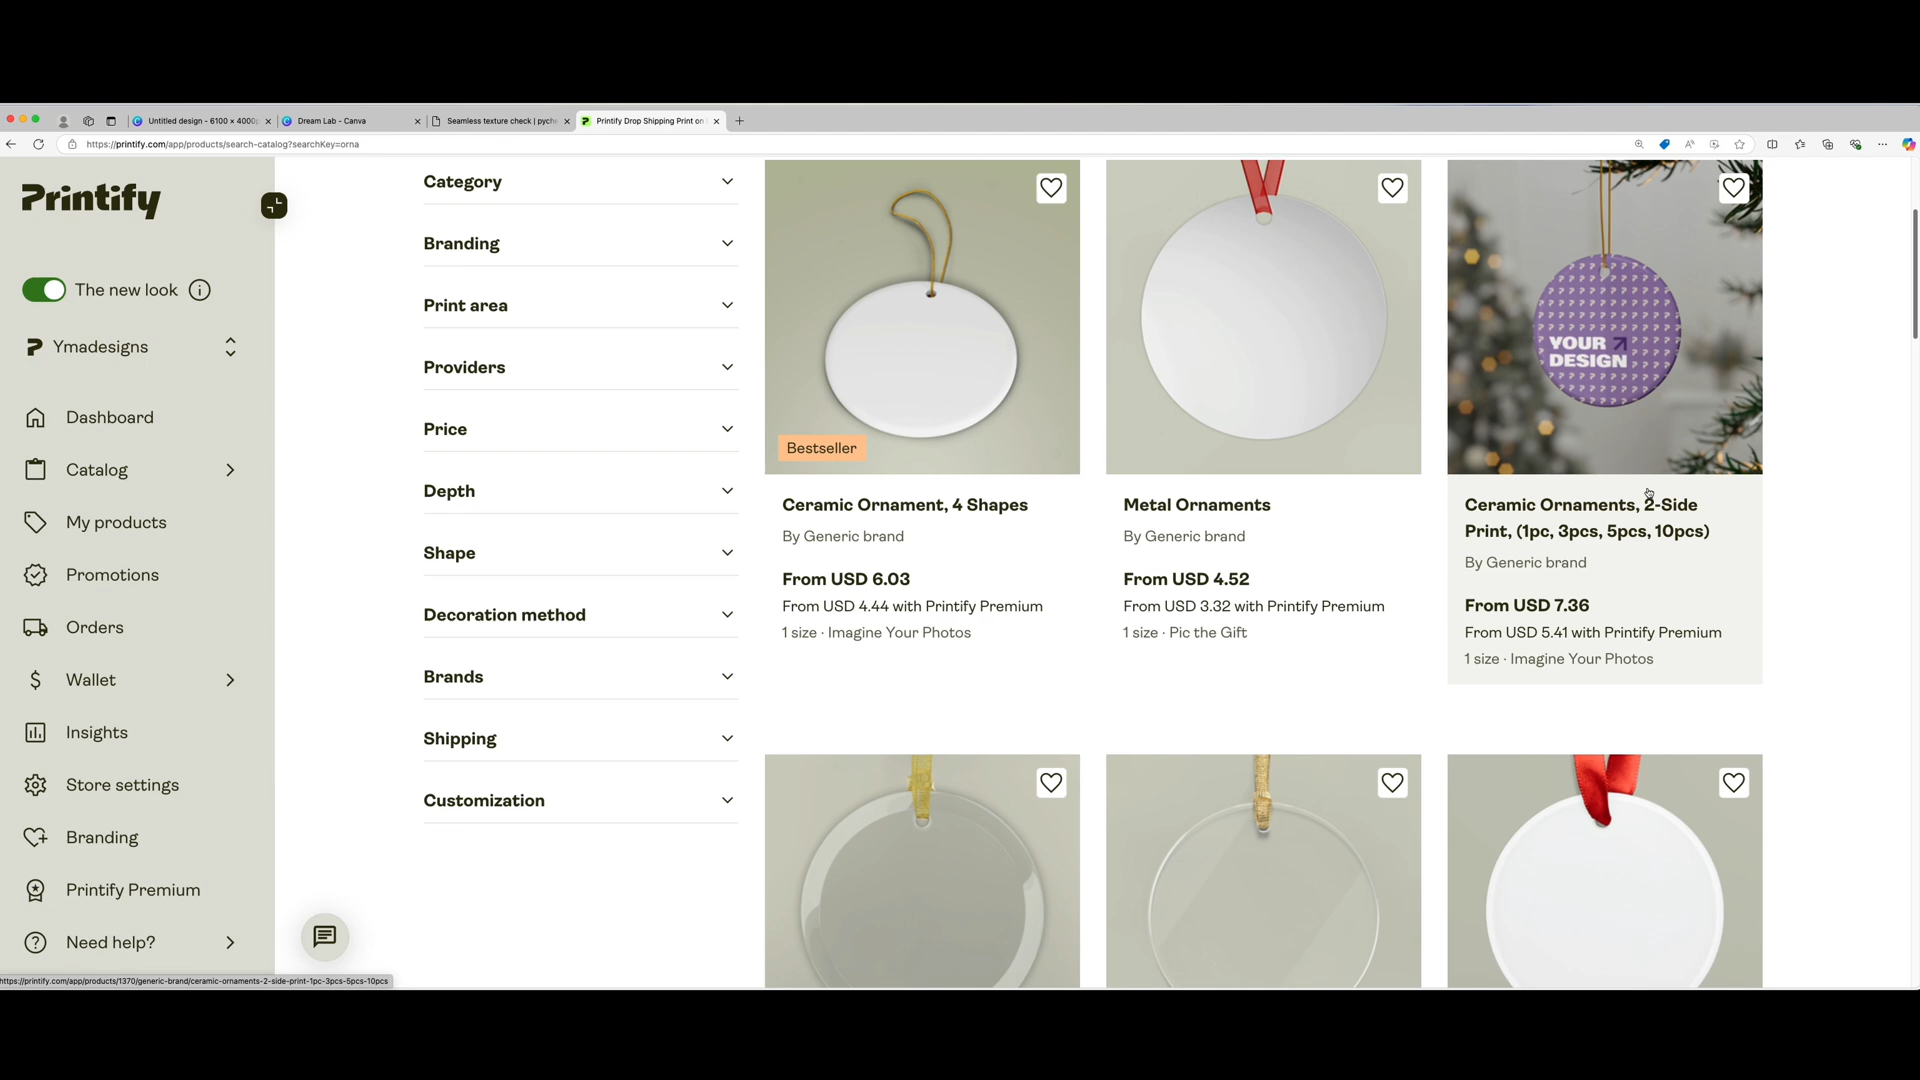 Untitled design - 6100 × 4000p
Dream Lab - Canva
Seamless texture check | pyche
Printify Drop Shipping Print on
https://printify.com/app/products/search-catalog?searchKey=orna
Printify
The new look
Ymadesigns
Dashboard
Catalog
My products
Promotions
Orders
Wallet
Insights
Store settings
Branding
Printify Premium
Need help?
https://printify.com/app/products/1370/generic-brand/ceramic-ornaments-2-side-print-1pc-3pcs-5pcs-10pcs
Category
Branding
Print area
Providers
Price
Depth
Shape
Decoration method
Brands
Shipping
Customization
Bestseller
Ceramic Ornament, 4 Shapes
By Generic brand
From USD 6.03
From USD 4.44 with Printify Premium
1 size · Imagine Your Photos
Metal Ornaments
By Generic brand
From USD 4.52
From USD 3.32 with Printify Premium
1 size · Pic the Gift
YOUR
DESIGN
Ceramic Ornaments, 2-Side
Print, (1pc, 3pcs, 5pcs, 10pcs)
By Generic brand
From USD 7.36
From USD 5.41 with Printify Premium
1 size · Imagine Your Photos